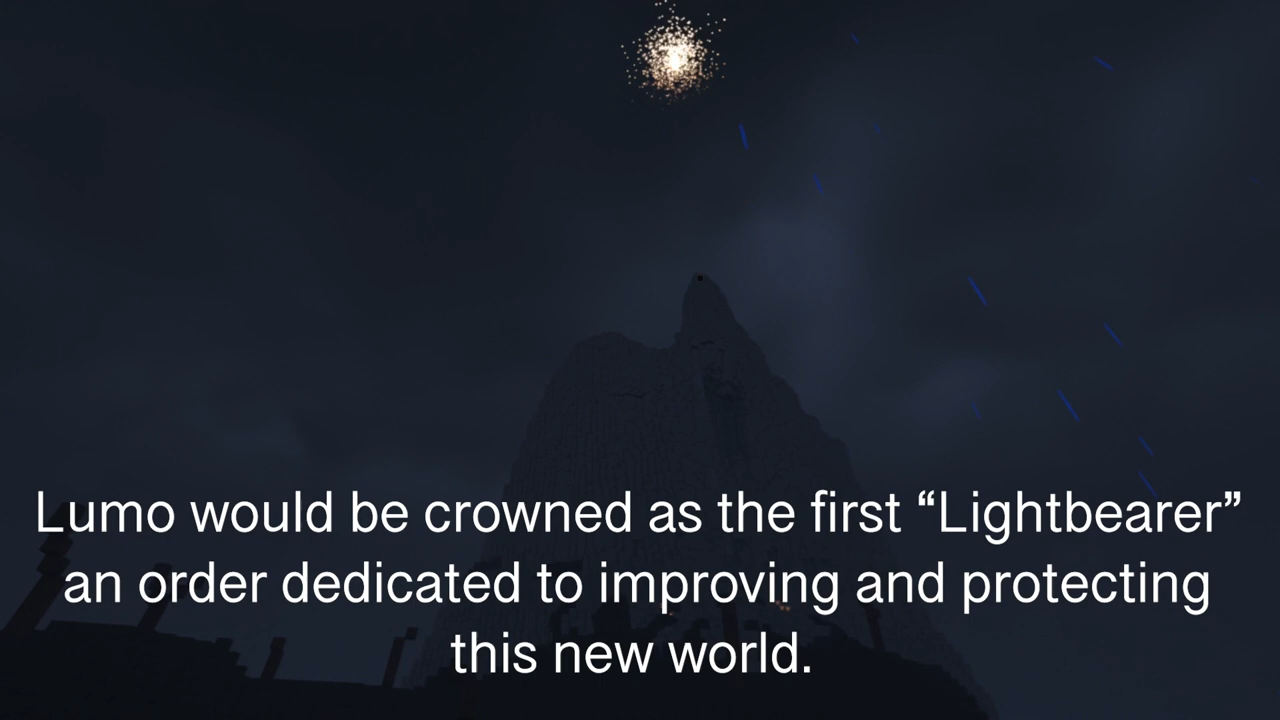 Lumo would be crowned as the first “Lightbearer”
an order dedicated to improving and protecting
this new world.